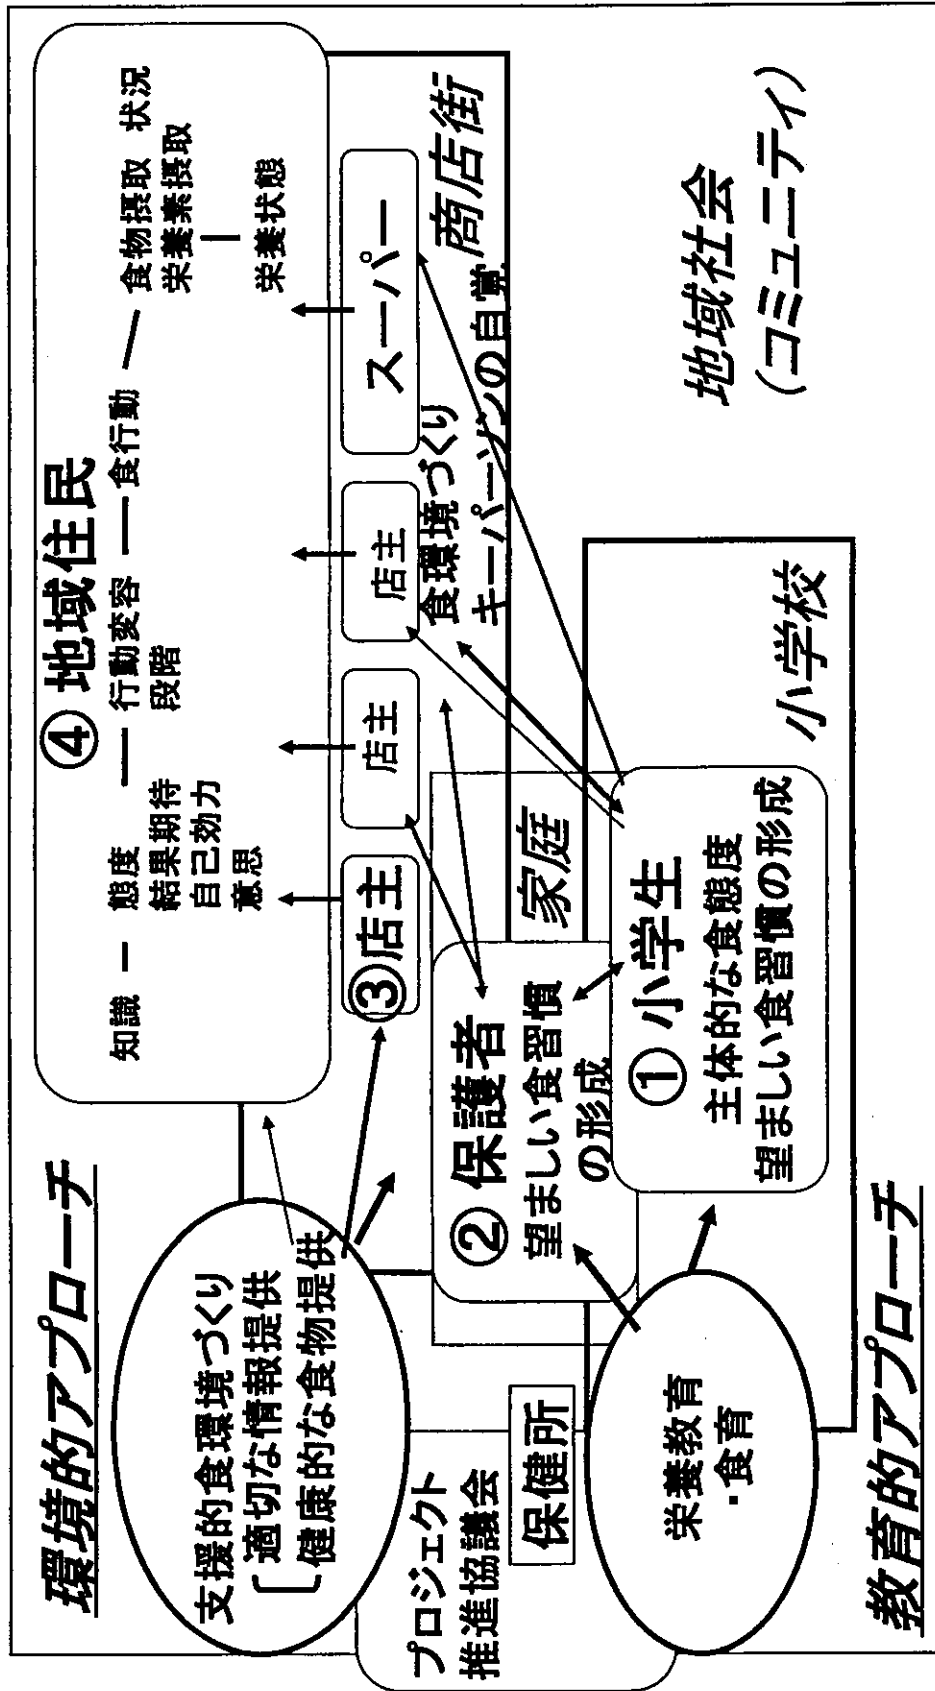 環境的アプローチ
支援的食環境づくり
適切な情報提供
健康的な食物提供
プロジェクト
推進協議会
保健所
栄養教育
・食育
教育的アプローチ
④ 地域住民
知識 ー 態度 ー 行動変容 ー 食行動 ー 食物摂取 状況
結果期待 段階 栄養素摂取
自己効力
意思 栄養状態
③店主
店主
店主
スーパー
商店街
食環境づくり
キーパーソンの自覚
② 保護者
望ましい食習慣
の形成
家庭
① 小学生
主体的な食態度
望ましい食習慣の形成
小学校
地域社会
(コミュニティ)